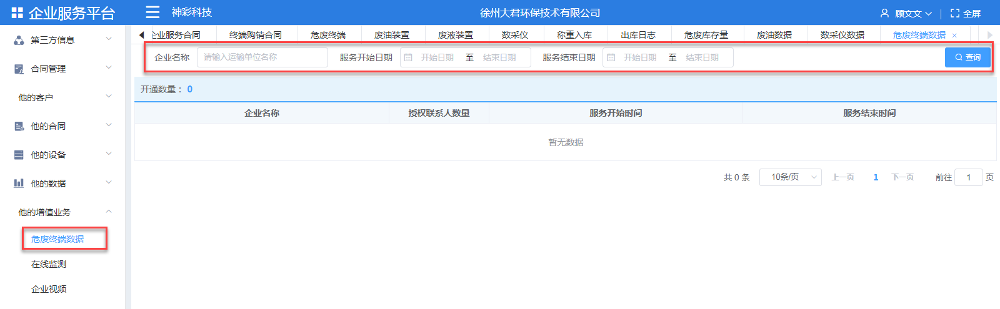 企业服务平台
神彩科技
徐州大君环保技术有限公司
顾文文
全屏
第三方信息
合同管理
他的客户
他的合同
他的设备
他的数据
他的增值业务
危废终端数据
在线监测
企业视频
企业服务合同 终端购销合同 危废终端 废油装置 废液装置 数采仪 称重入库 出库日志 危废库存量 废油数据 数采仪数据 危废终端数据 ×
企业名称 请输入运输单位名称 服务开始日期 开始日期 至 结束日期 服务结束日期 开始日期 至 结束日期 查询
开通数量： 0
企业名称 授权联系人数量 服务开始时间 服务结束时间
暂无数据
共 0 条 10条/页 上一页 1 下一页 前往 1 页